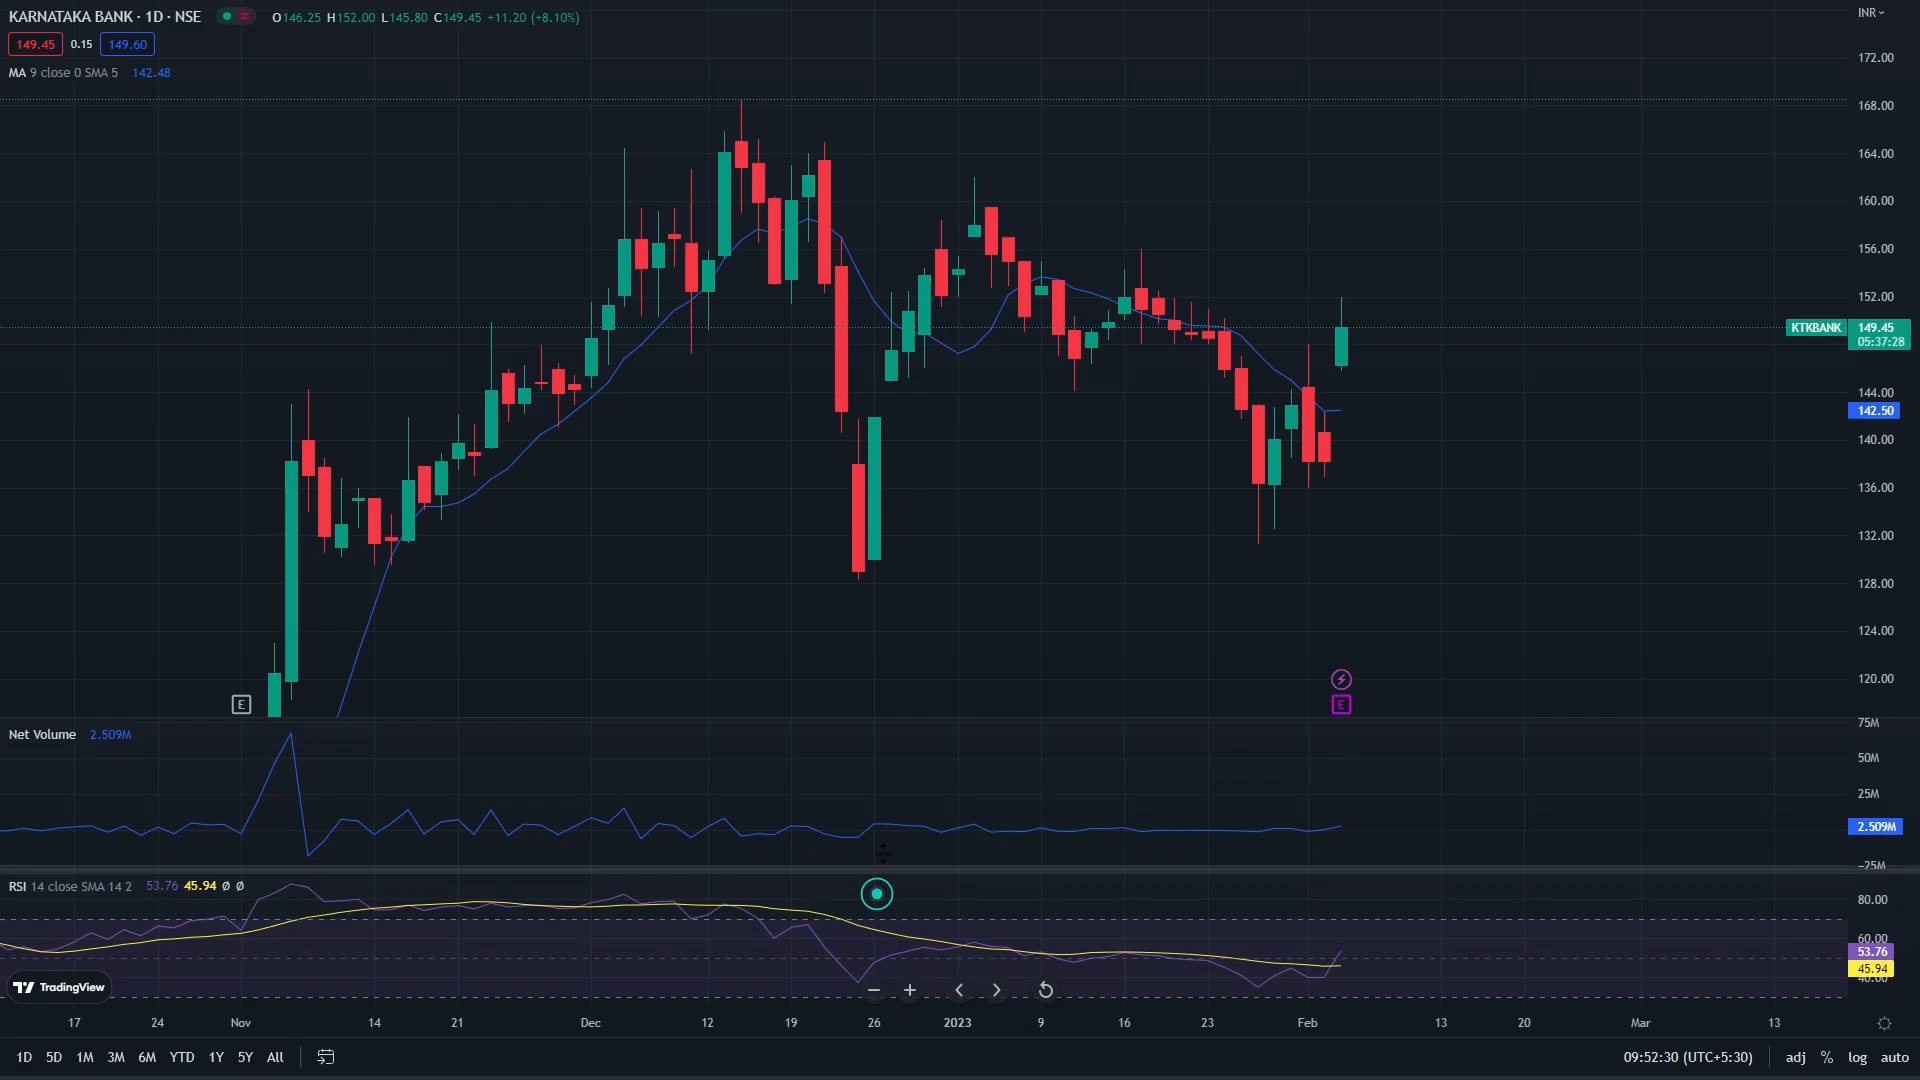 KARNATAKA BANK · 1D · NSE O146.25 H152.00 L145.80 C149.45 +11.20 (+8.10%)
INR
149.45 0.15 149.60
MA 9 close 0 SMA 5 142.48
172.00
168.00
164.00
160.00
156.00
152.00
KTKBANK 149.45
05:37:28
144.00
142.50
140.00
136.00
132.00
128.00
124.00
120.00
E E
Net Volume 2.509M
75M
50M
25M
2.509M
−25M
RSI 14 close SMA 14 2 53.76 45.94 Ø Ø
80.00
60.00
53.76
45.94
40.00
TradingView
17 24 Nov 14 21 Dec 12 19 26 2023 9 16 23 Feb 13 20 Mar 13
1D 5D 1M 3M 6M YTD 1Y 5Y All 09:52:30 (UTC+5:30) adj % log auto